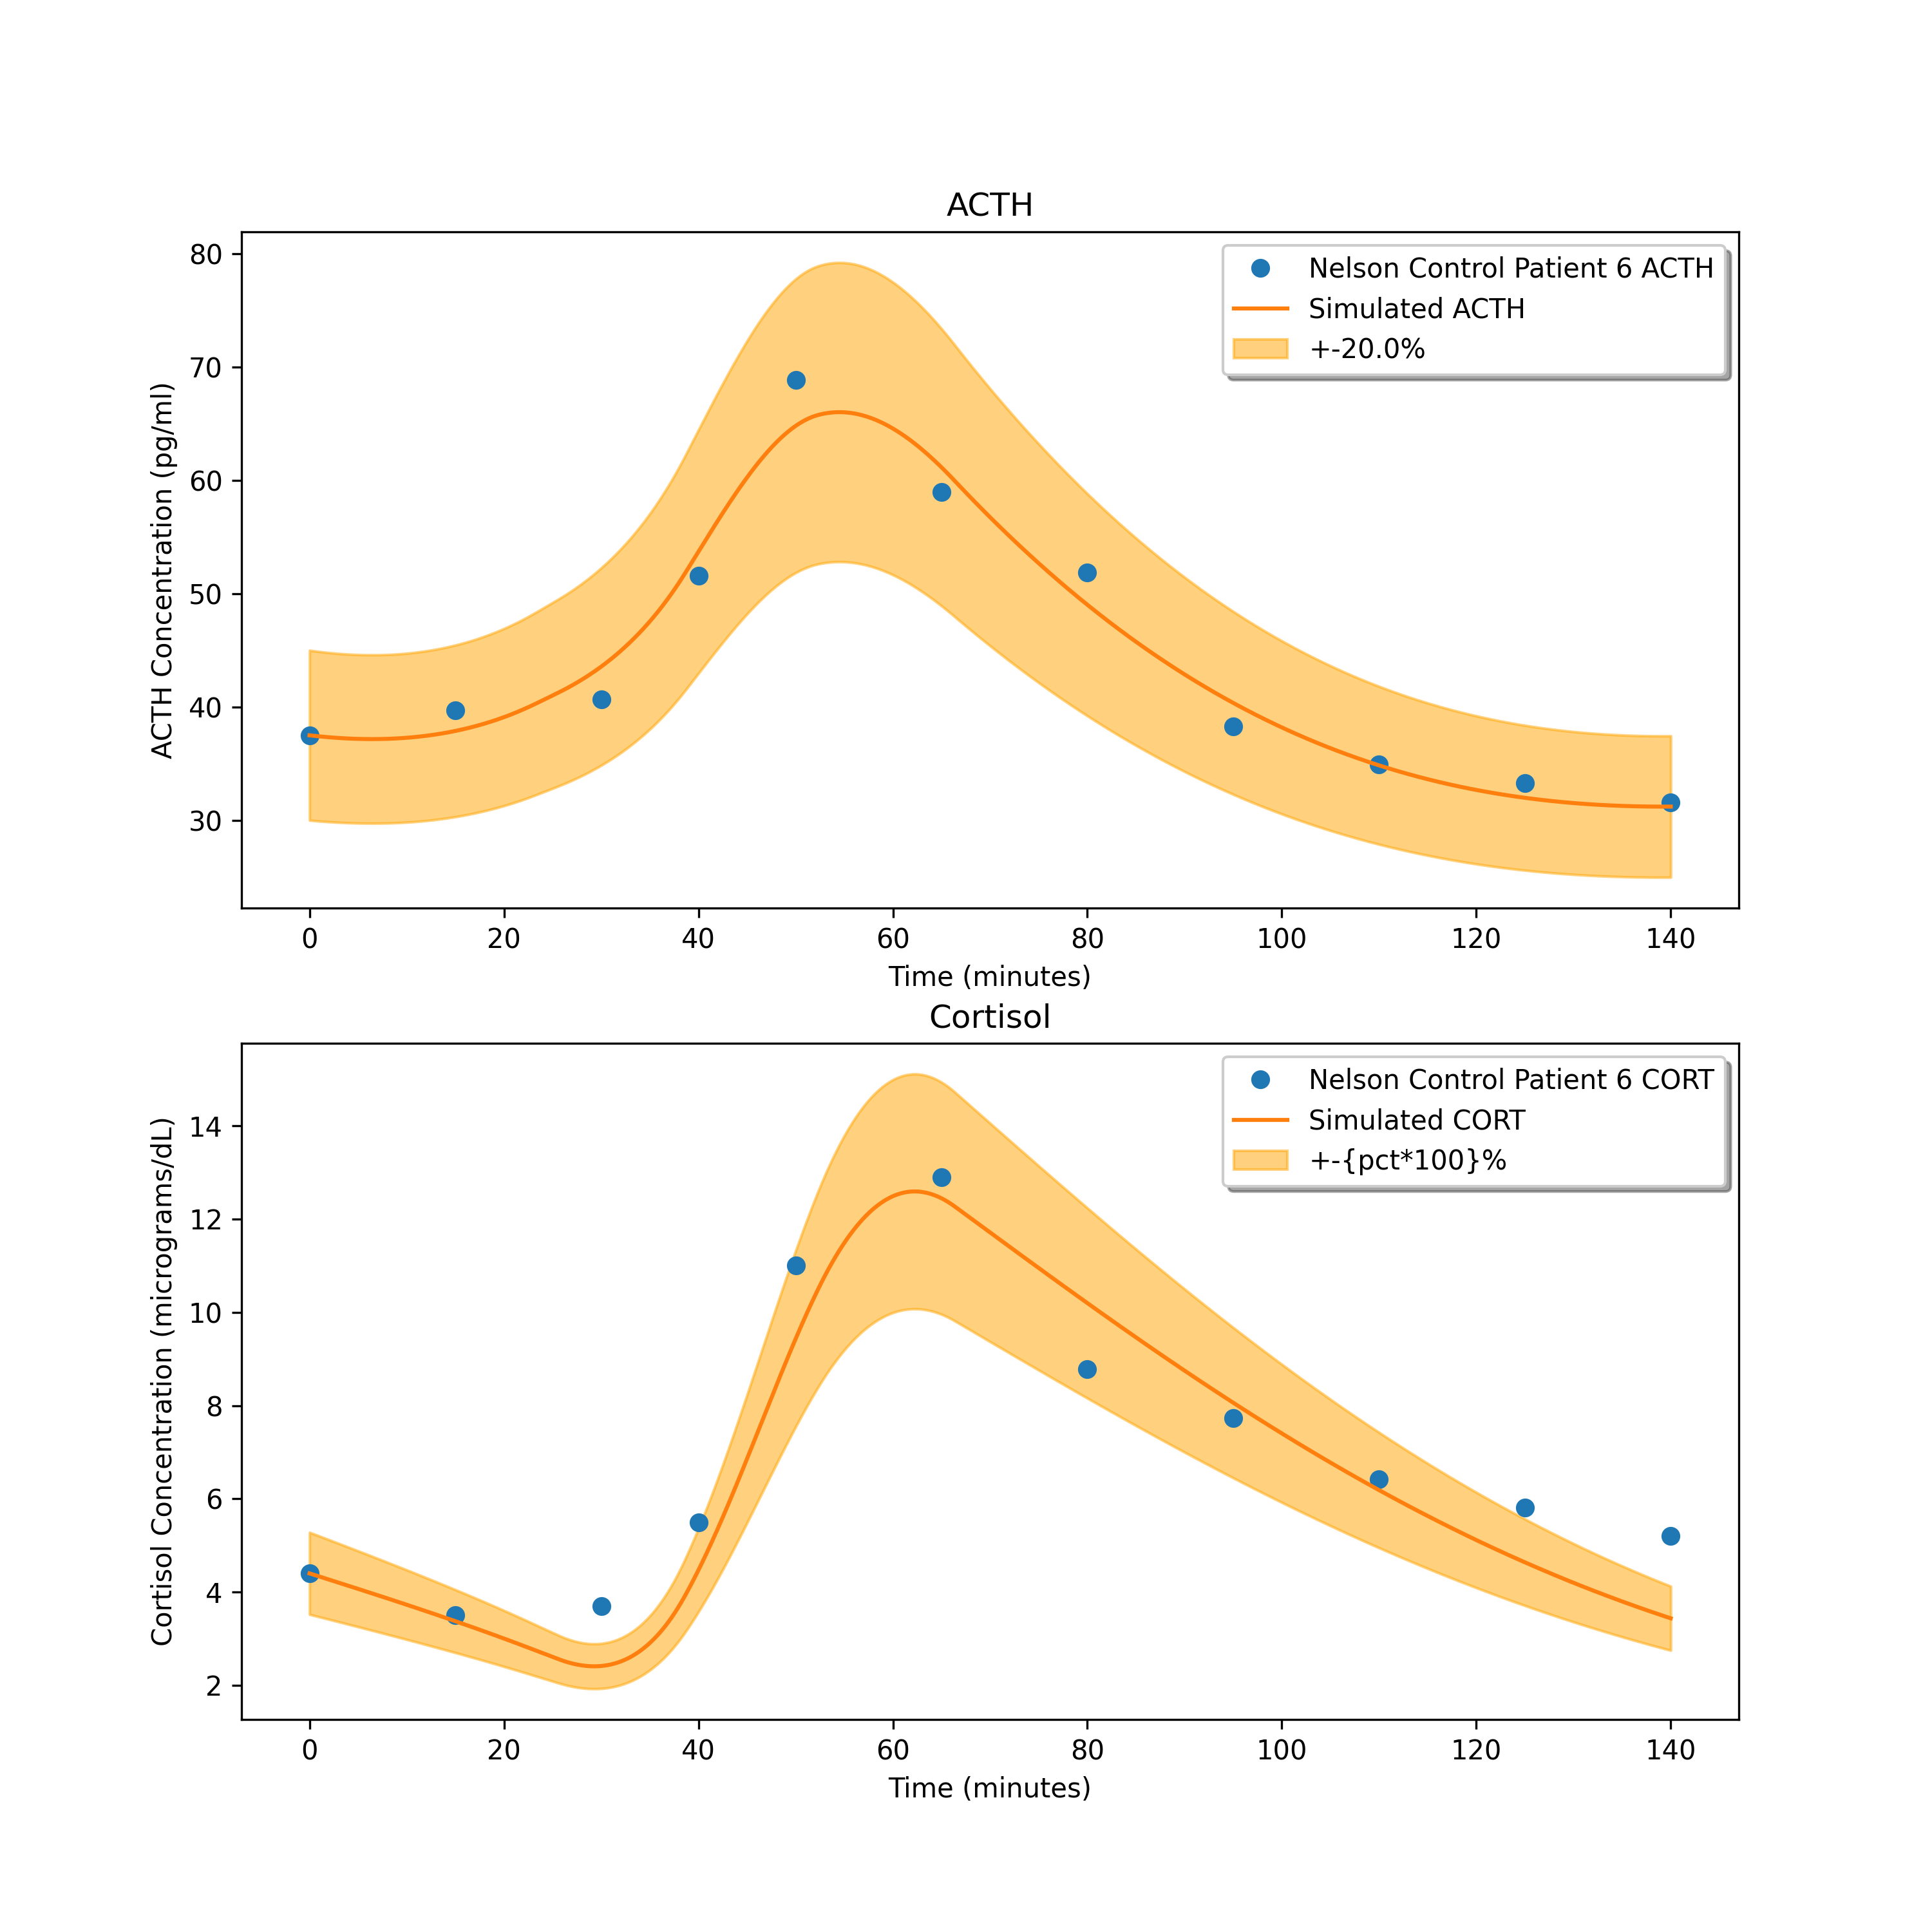 ACTH
80
70
60
50
40
30
ACTH Concentration (pg/ml)
Nelson Control Patient 6 ACTH
Simulated ACTH
+-20.0%
0 20 40 60 80 100 120 140
Time (minutes)
Cortisol
14
12
10
8
6
4
2
Cortisol Concentration (micrograms/dL)
Nelson Control Patient 6 CORT
Simulated CORT
+-{pct*100}%
0 20 40 60 80 100 120 140
Time (minutes)